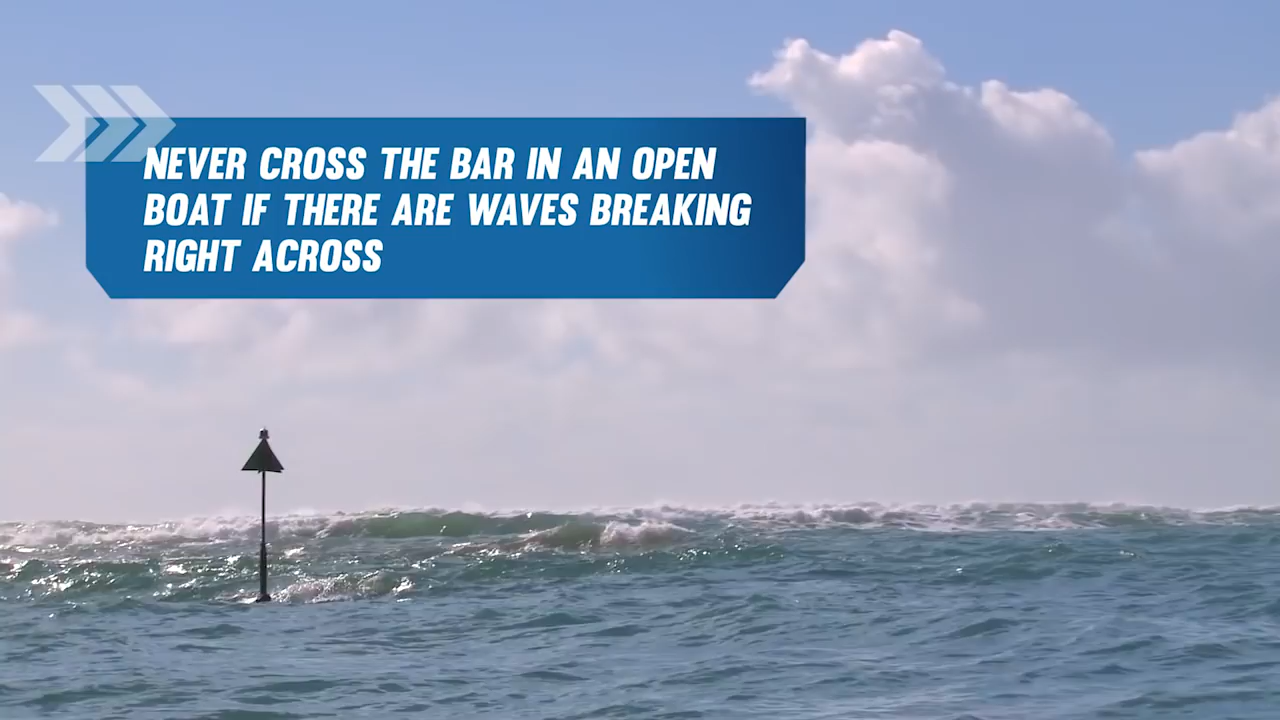 NEVER CROSS THE BAR IN AN OPEN
BOAT IF THERE ARE WAVES BREAKING
RIGHT ACROSS